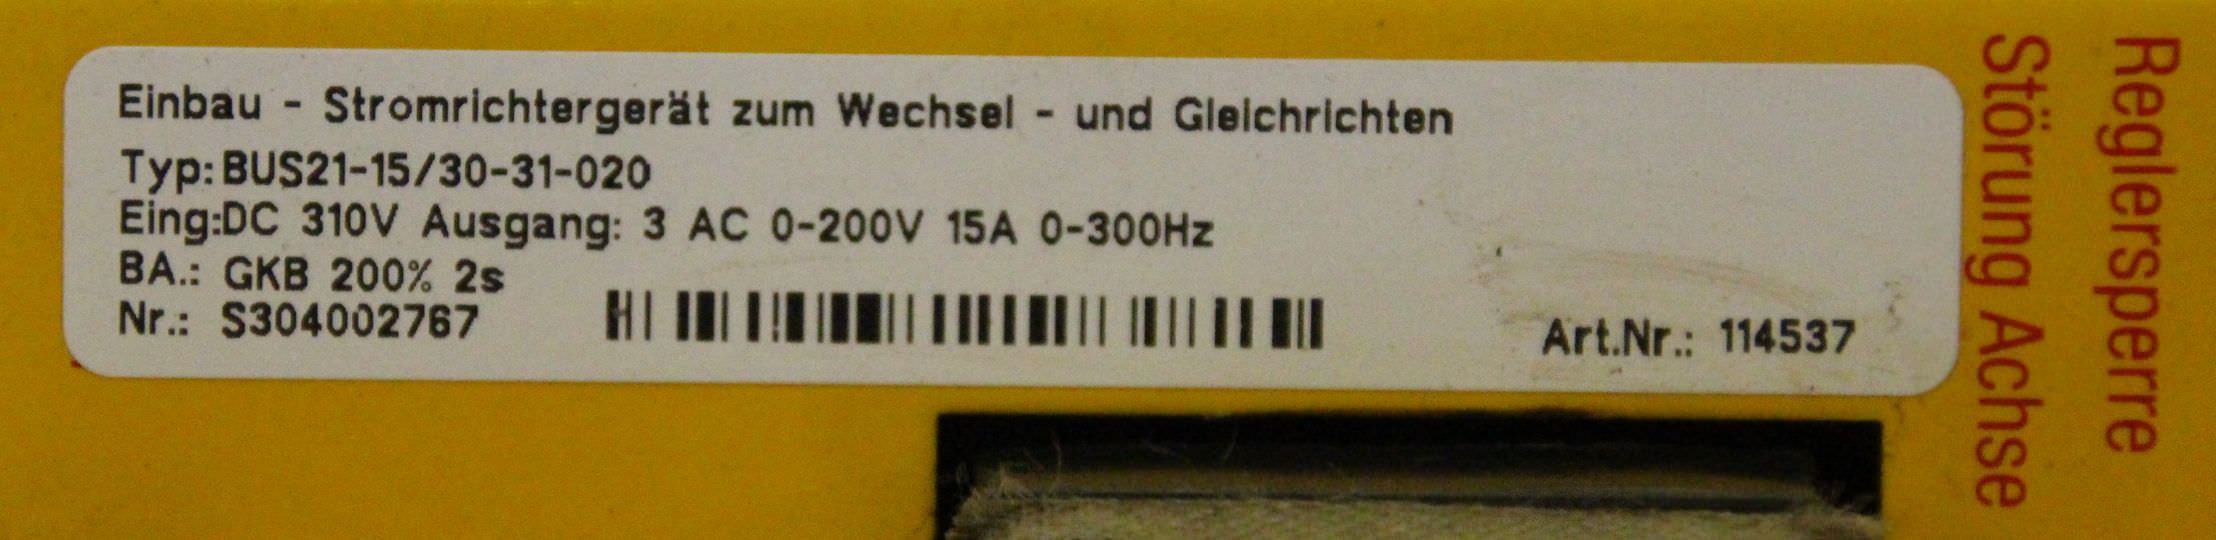 Einbau - Stromrichtergerät zum Wechsel - und Gleichrichten
Typ: BUS21-15/30-31-020
Eing:DC 310V Ausgang: 3 AC 0-200V 15A 0-300Hz
BA.: GKB 200% 2s
Nr.: S304002767
Art.Nr.: 114537
Reglersperre
Störung Achse